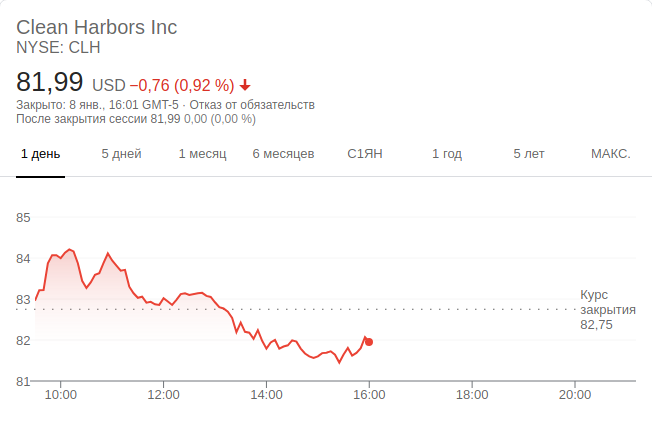 Clean Harbors Inc
NYSE: CLH
81,99 USD −0,76 (0,92 %)
Закрыто: 8 янв., 16:01 GMT-5 · Отказ от обязательств
После закрытия сессии 81,99 0,00 (0,00 %)
1 день 5 дней 1 месяц 6 месяцев С1ЯН 1 год 5 лет МАКС.
85
84
83
82
81
Курс
закрытия
82,75
10:00 12:00 14:00 16:00 18:00 20:00